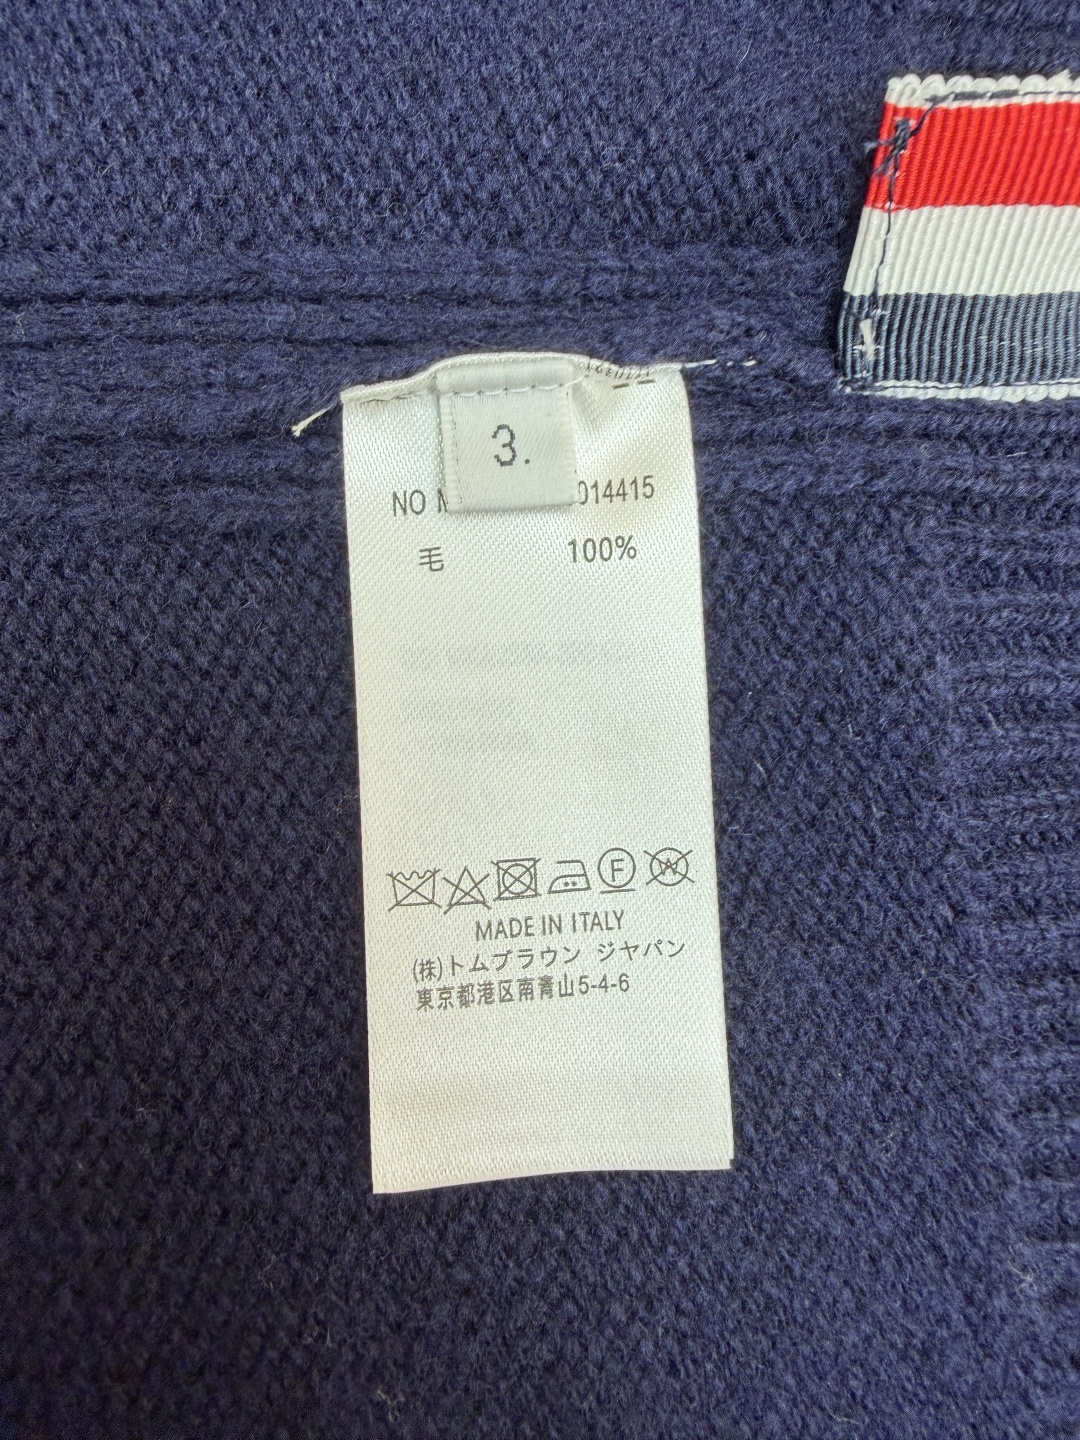 3.
NO 014415
毛 100%
F W
MADE IN ITALY
(株)トムブラウン ジヤパン
東京都港区南青山5-4-6